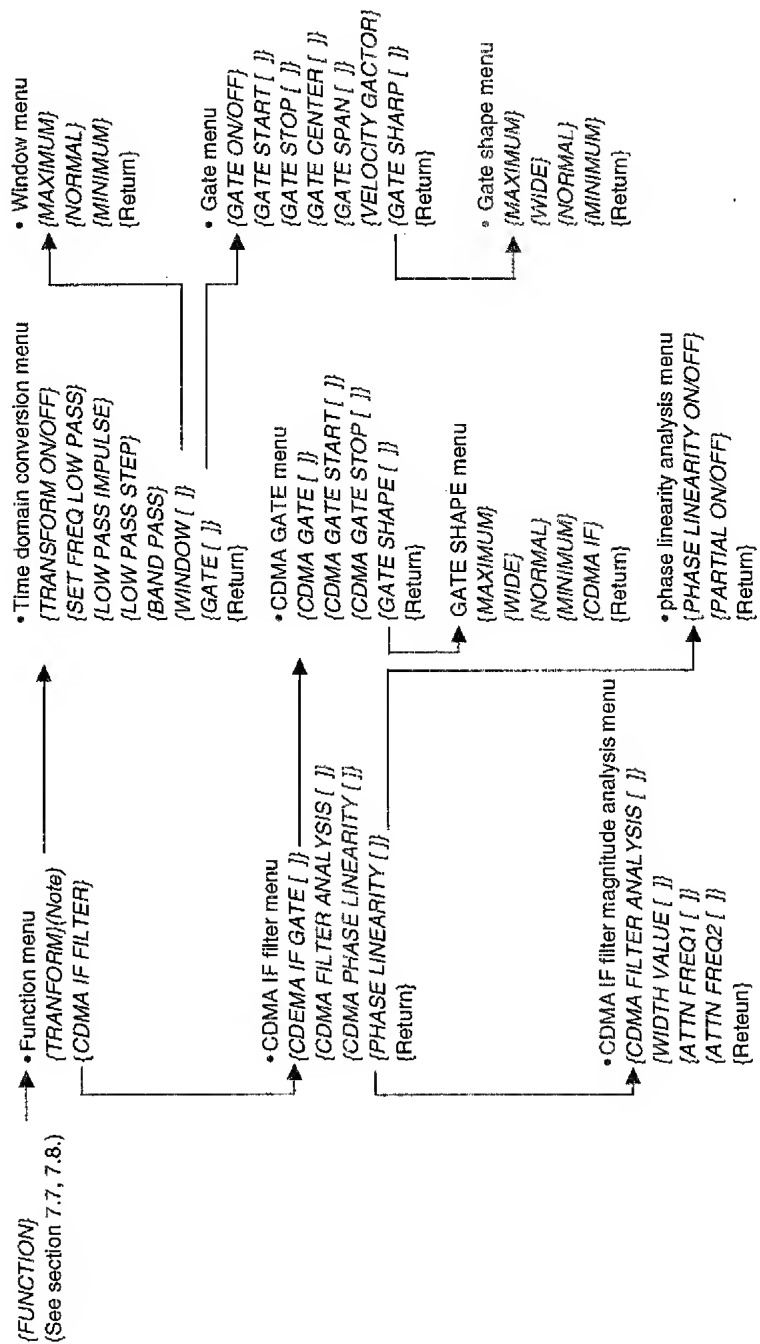 {FUNCTION}
(See section 7.7, 7.8.)
• Function menu
{TRANFORM}(Note)
{CDMA IF FILTER}
• Time domain conversion menu
{TRANSFORM ON/OFF}
{SET FREQ LOW PASS}
{LOW PASS IMPULSE}
{LOW PASS STEP}
{BAND PASS}
{WINDOW [ ]}
{GATE [ ]}
{Return}
• Window menu
{MAXIMUM}
{NORMAL}
{MINIMUM}
{Return}
• Gate menu
{GATE ON/OFF}
{GATE START [ ]}
{GATE STOP [ ]}
{GATE CENTER [ ]}
{GATE SPAN [ ]}
{VELOCITY GACTOR}
{GATE SHARP [ ]}
{Return}
• Gate shape menu
{MAXIMUM}
{WIDE}
{NORMAL}
{MINIMUM}
{Return}
• CDMA IF filter menu
{CDEMA IF GATE [ ]}
{CDMA FILTER ANALYSIS [ ]}
{CDMA PHASE LINEARITY [ ]}
{PHASE LINEARITY [ ]}
{Return}
• CDMA GATE menu
{CDMA GATE [ ]}
{CDMA GATE START [ ]}
{CDMA GATE STOP [ ]}
{GATE SHAPE [ ]}
{Return}
GATE SHAPE menu
{MAXIMUM}
{WIDE}
{NORMAL}
{MINIMUM}
{CDMA IF}
{Return}
• CDMA IF filter magnitude analysis menu
{CDMA FILTER ANALYSIS [ ]}
{WIDTH VALUE [ ]}
{ATTN FREQ1 [ ]}
{ATTN FREQ2 [ ]}
{Reteun}
• phase linearity analysis menu
{PHASE LINEARITY ON/OFF}
{PARTIAL ON/OFF}
{Return}